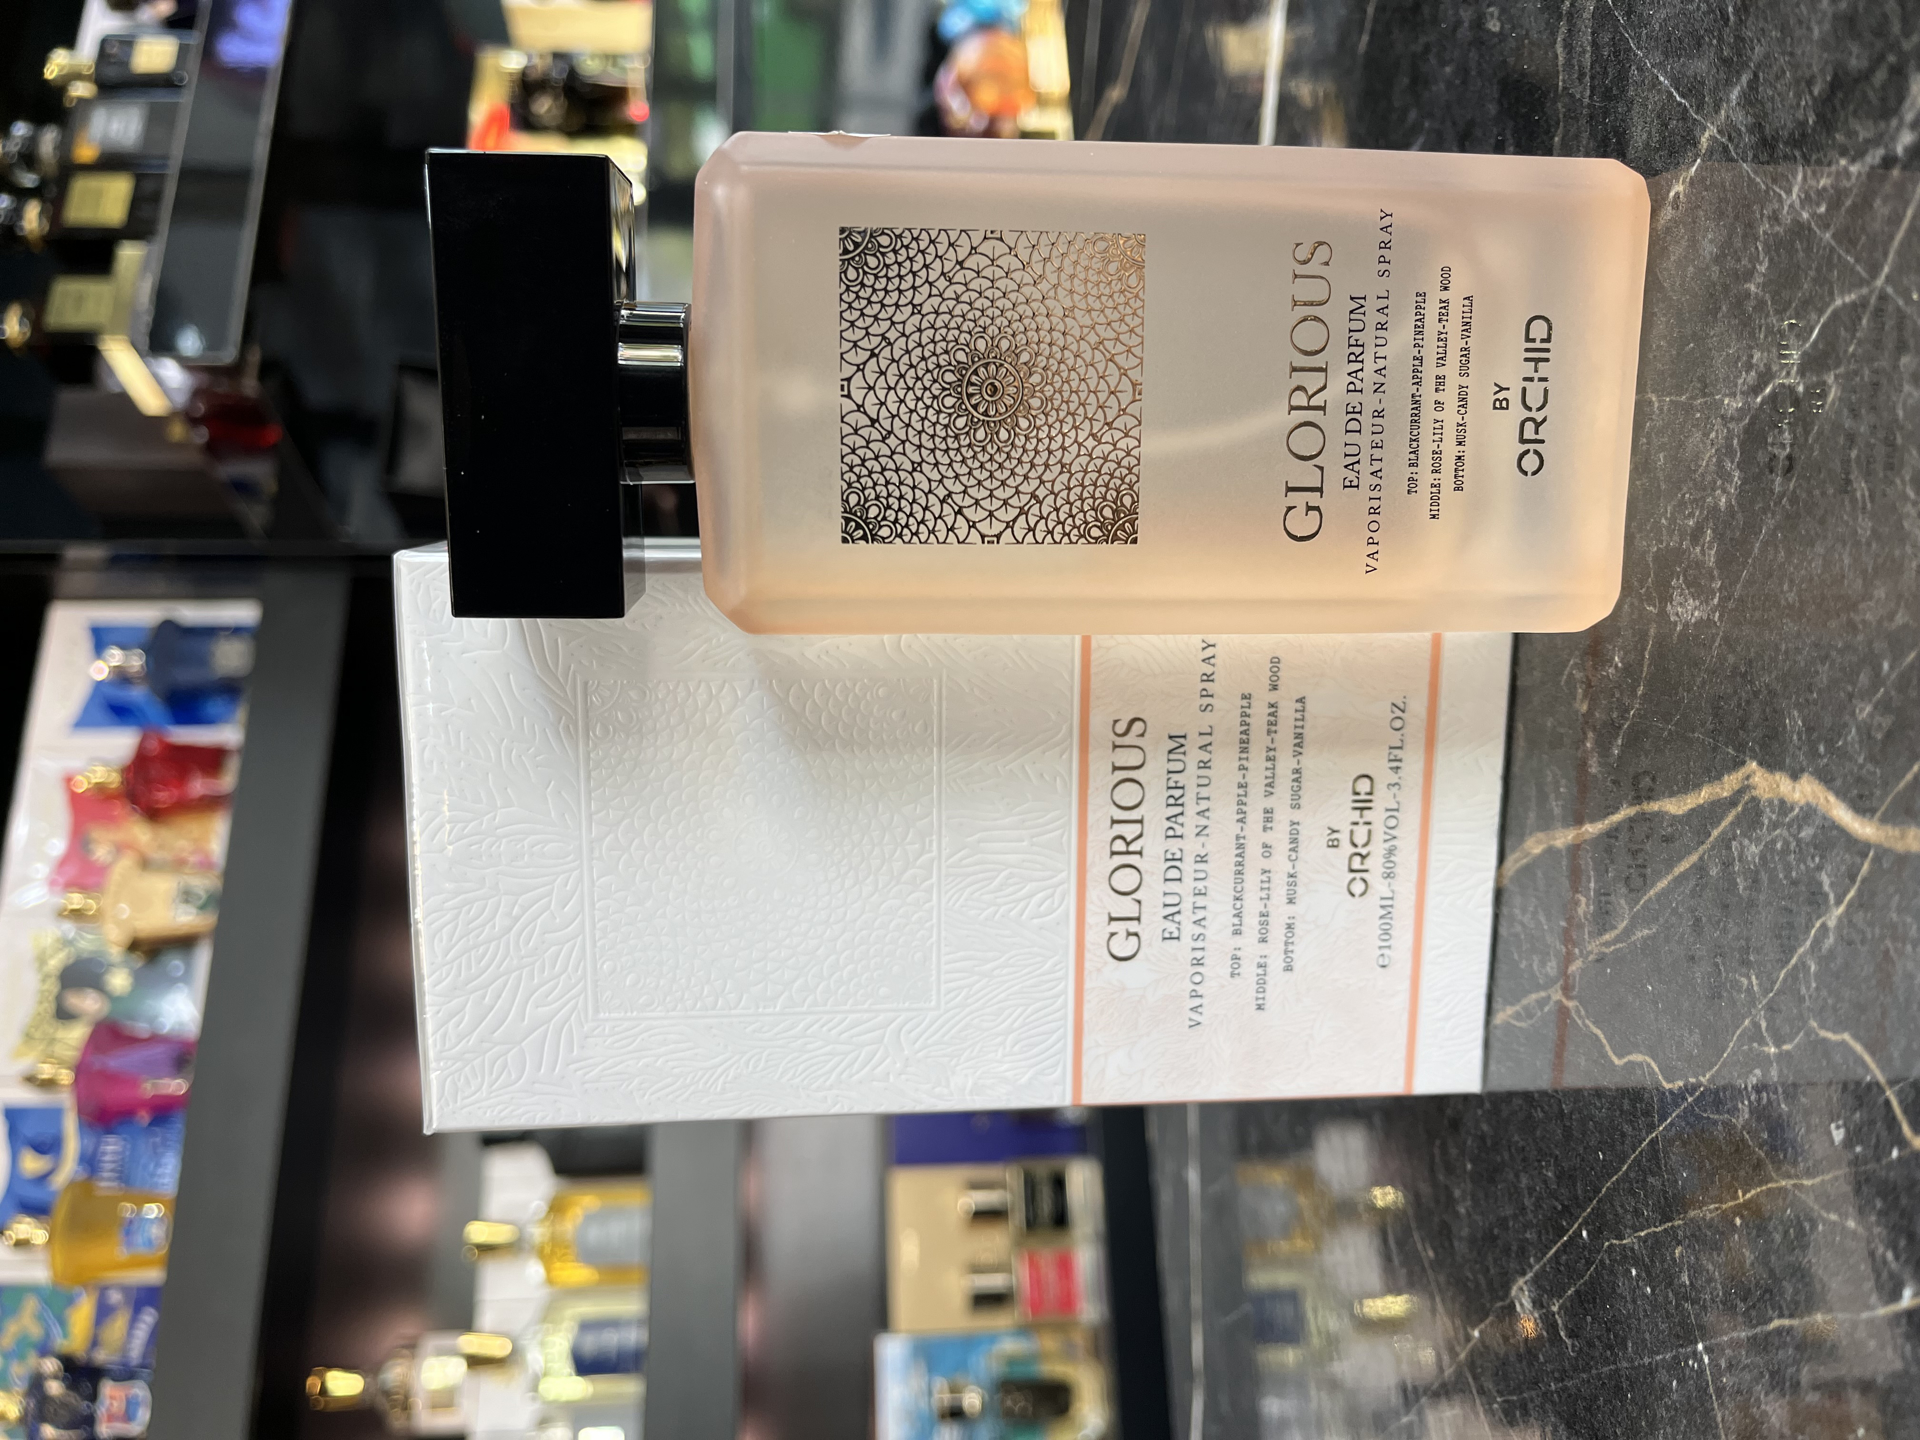 GLORIOUS
EAU DE PARFUM
VAPORISATEUR-NATURAL SPRAY
TOP: BLACKCURRANT-APPLE-PINEAPPLE
MIDDLE: ROSE-LILY OF THE VALLEY-TEAK WOOD
BOTTOM: MUSK-CANDY SUGAR-VANILLA
BY
ORCHID
℮100ML-80%VOL-3.4FL.OZ.
GLORIOUS
EAU DE PARFUM
VAPORISATEUR-NATURAL SPRAY
TOP: BLACKCURRANT-APPLE-PINEAPPLE
MIDDLE: ROSE-LILY OF THE VALLEY-TEAK WOOD
BOTTOM: MUSK-CANDY SUGAR-VANILLA
BY
ORCHID